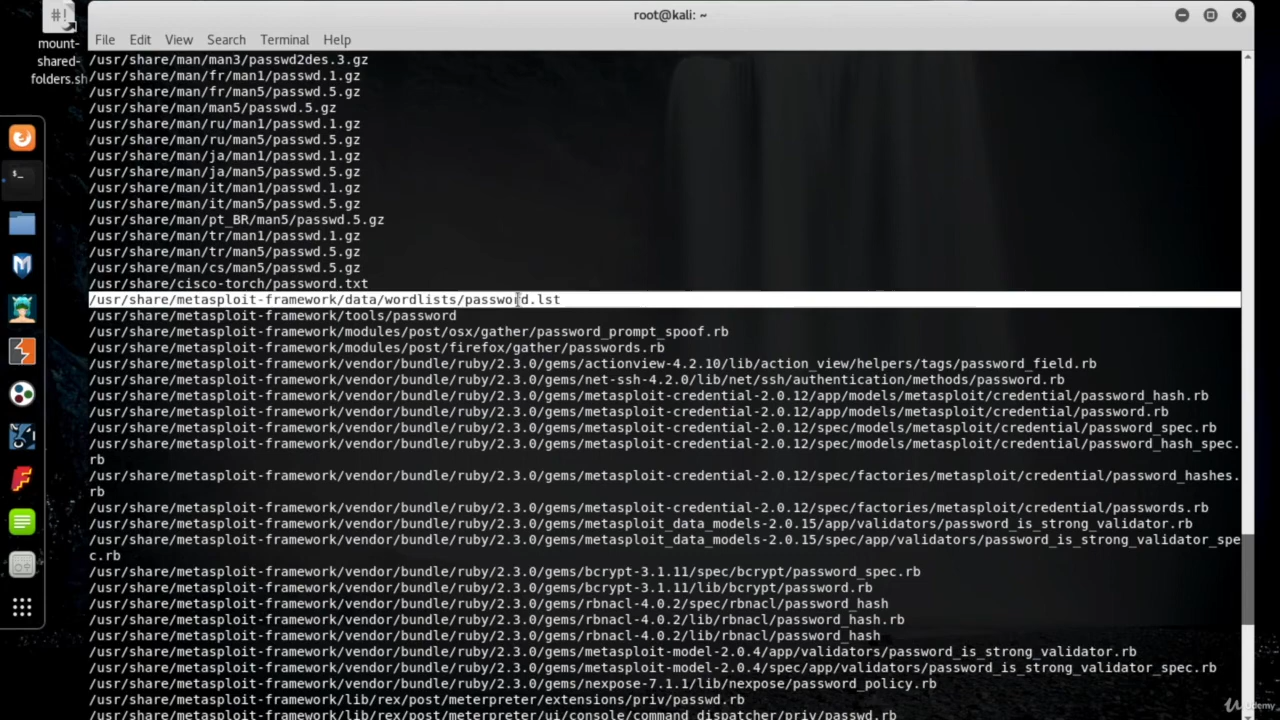 #!
mount-
shared-
folders.sh
root@kali: ~
File Edit View Search Terminal Help
/usr/share/man/man3/passwd2des.3.gz
/usr/share/man/fr/man1/passwd.1.gz
/usr/share/man/fr/man5/passwd.5.gz
/usr/share/man/man5/passwd.5.gz
/usr/share/man/ru/man1/passwd.1.gz
/usr/share/man/ru/man5/passwd.5.gz
/usr/share/man/ja/man1/passwd.1.gz
/usr/share/man/ja/man5/passwd.5.gz
/usr/share/man/it/man1/passwd.1.gz
/usr/share/man/it/man5/passwd.5.gz
/usr/share/man/pt_BR/man5/passwd.5.gz
/usr/share/man/tr/man1/passwd.1.gz
/usr/share/man/tr/man5/passwd.5.gz
/usr/share/man/cs/man5/passwd.5.gz
/usr/share/cisco-torch/password.txt
/usr/share/metasploit-framework/data/wordlists/password.lst
/usr/share/metasploit-framework/tools/password
/usr/share/metasploit-framework/modules/post/osx/gather/password_prompt_spoof.rb
/usr/share/metasploit-framework/modules/post/firefox/gather/passwords.rb
/usr/share/metasploit-framework/vendor/bundle/ruby/2.3.0/gems/actionview-4.2.10/lib/action_view/helpers/tags/password_field.rb
/usr/share/metasploit-framework/vendor/bundle/ruby/2.3.0/gems/net-ssh-4.2.0/lib/net/ssh/authentication/methods/password.rb
/usr/share/metasploit-framework/vendor/bundle/ruby/2.3.0/gems/metasploit-credential-2.0.12/app/models/metasploit/credential/password_hash.rb
/usr/share/metasploit-framework/vendor/bundle/ruby/2.3.0/gems/metasploit-credential-2.0.12/app/models/metasploit/credential/password.rb
/usr/share/metasploit-framework/vendor/bundle/ruby/2.3.0/gems/metasploit-credential-2.0.12/spec/models/metasploit/credential/password_spec.rb
/usr/share/metasploit-framework/vendor/bundle/ruby/2.3.0/gems/metasploit-credential-2.0.12/spec/models/metasploit/credential/password_hash_spec.
rb
/usr/share/metasploit-framework/vendor/bundle/ruby/2.3.0/gems/metasploit-credential-2.0.12/spec/factories/metasploit/credential/password_hashes.
rb
/usr/share/metasploit-framework/vendor/bundle/ruby/2.3.0/gems/metasploit-credential-2.0.12/spec/factories/metasploit/credential/passwords.rb
/usr/share/metasploit-framework/vendor/bundle/ruby/2.3.0/gems/metasploit_data_models-2.0.15/app/validators/password_is_strong_validator.rb
/usr/share/metasploit-framework/vendor/bundle/ruby/2.3.0/gems/metasploit_data_models-2.0.15/spec/app/validators/password_is_strong_validator_spe
c.rb
/usr/share/metasploit-framework/vendor/bundle/ruby/2.3.0/gems/bcrypt-3.1.11/spec/bcrypt/password_spec.rb
/usr/share/metasploit-framework/vendor/bundle/ruby/2.3.0/gems/bcrypt-3.1.11/lib/bcrypt/password.rb
/usr/share/metasploit-framework/vendor/bundle/ruby/2.3.0/gems/rbnacl-4.0.2/spec/rbnacl/password_hash
/usr/share/metasploit-framework/vendor/bundle/ruby/2.3.0/gems/rbnacl-4.0.2/lib/rbnacl/password_hash.rb
/usr/share/metasploit-framework/vendor/bundle/ruby/2.3.0/gems/rbnacl-4.0.2/lib/rbnacl/password_hash
/usr/share/metasploit-framework/vendor/bundle/ruby/2.3.0/gems/metasploit-model-2.0.4/app/validators/password_is_strong_validator.rb
/usr/share/metasploit-framework/vendor/bundle/ruby/2.3.0/gems/metasploit-model-2.0.4/spec/app/validators/password_is_strong_validator_spec.rb
/usr/share/metasploit-framework/vendor/bundle/ruby/2.3.0/gems/nexpose-7.1.1/lib/nexpose/password_policy.rb
/usr/share/metasploit-framework/lib/rex/post/meterpreter/extensions/priv/passwd.rb
/usr/share/metasploit-framework/lib/rex/post/meterpreter/ui/console/command_dispatcher/priv/passwd.rb
Udemy